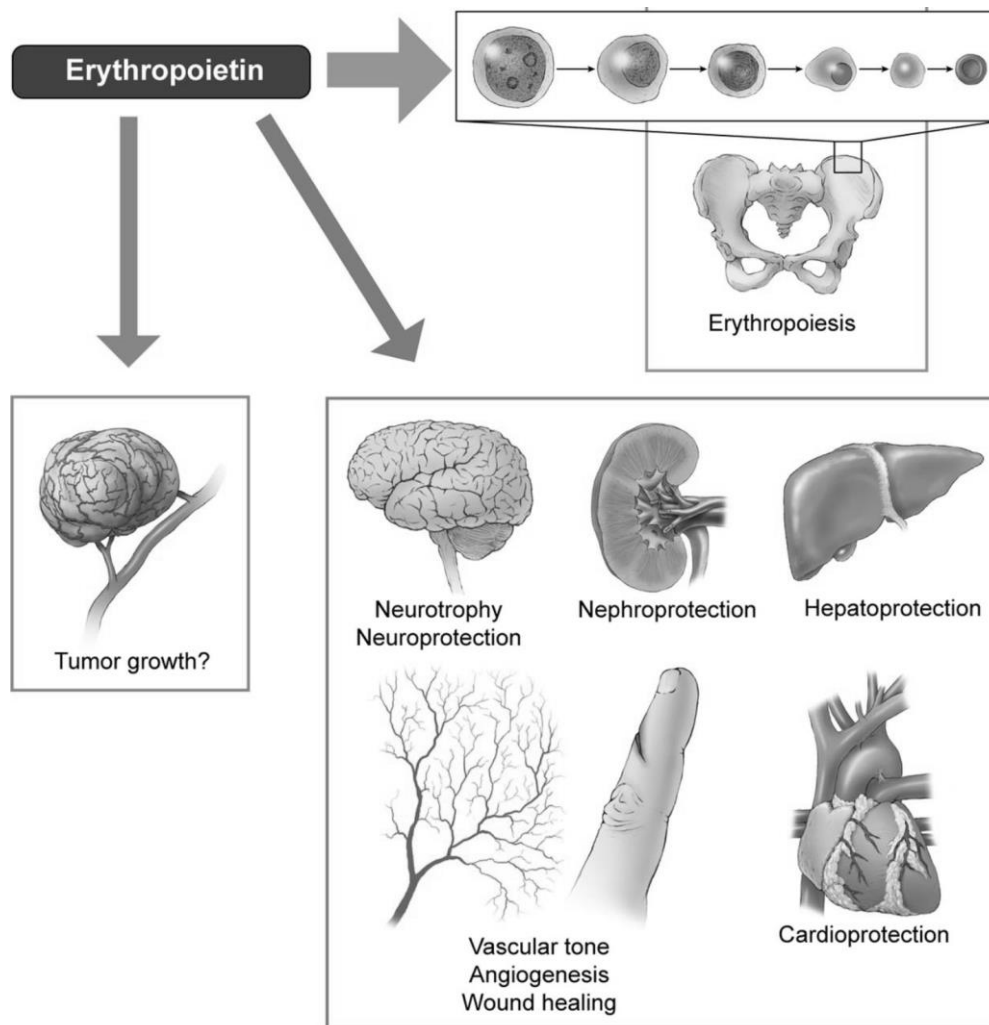 Erythropoietin
Erythropoiesis
Tumor growth?
Neurotrophy
Neuroprotection
Nephroprotection
Hepatoprotection
Vascular tone
Angiogenesis
Wound healing
Cardioprotection